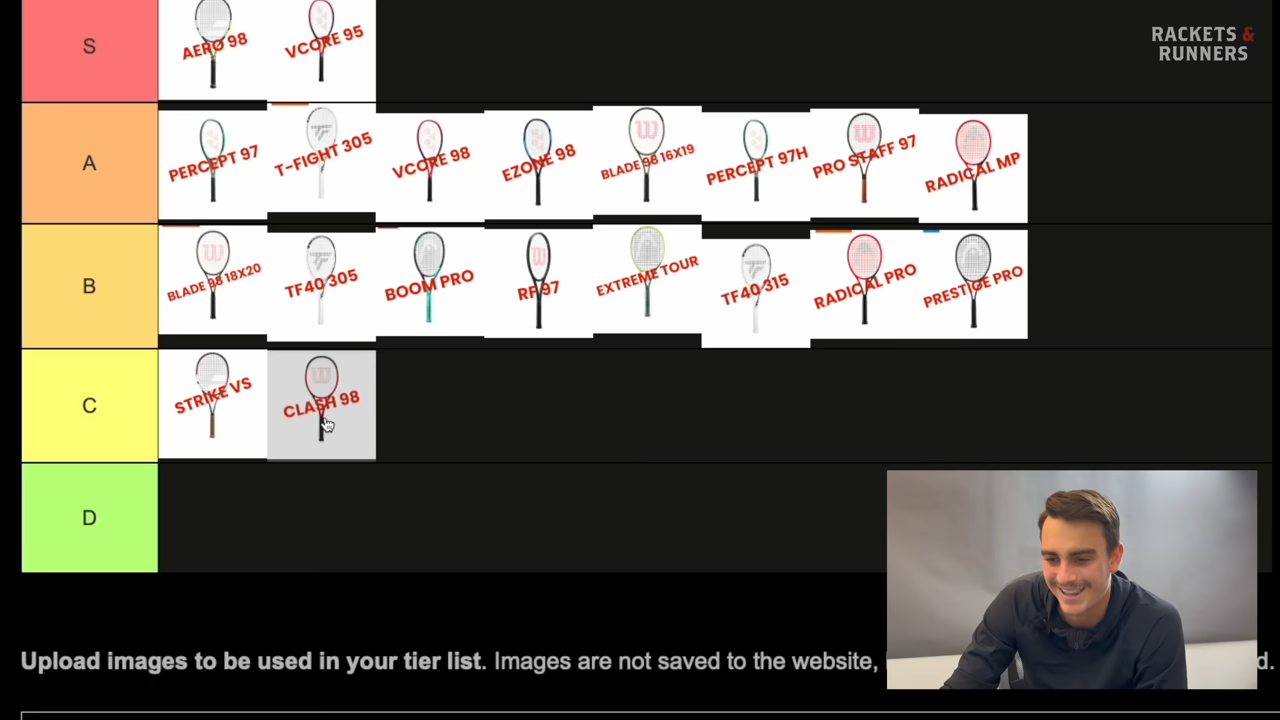 RACKETS &
RUNNERS
S
AERO 98
VCORE 95
A
PERCEPT 97
T-FIGHT 305
VCORE 98
EZONE 98
BLADE 98 16X19
PERCEPT 97H
PRO STAFF 97
RADICAL MP
B
BLADE 98 18X20
TF40 305
BOOM PRO
RF 97
EXTREME TOUR
TF40 315
RADICAL PRO
PRESTIGE PRO
C
STRIKE VS
CLASH 98
D
Upload images to be used in your tier list. Images are not saved to the website, d.